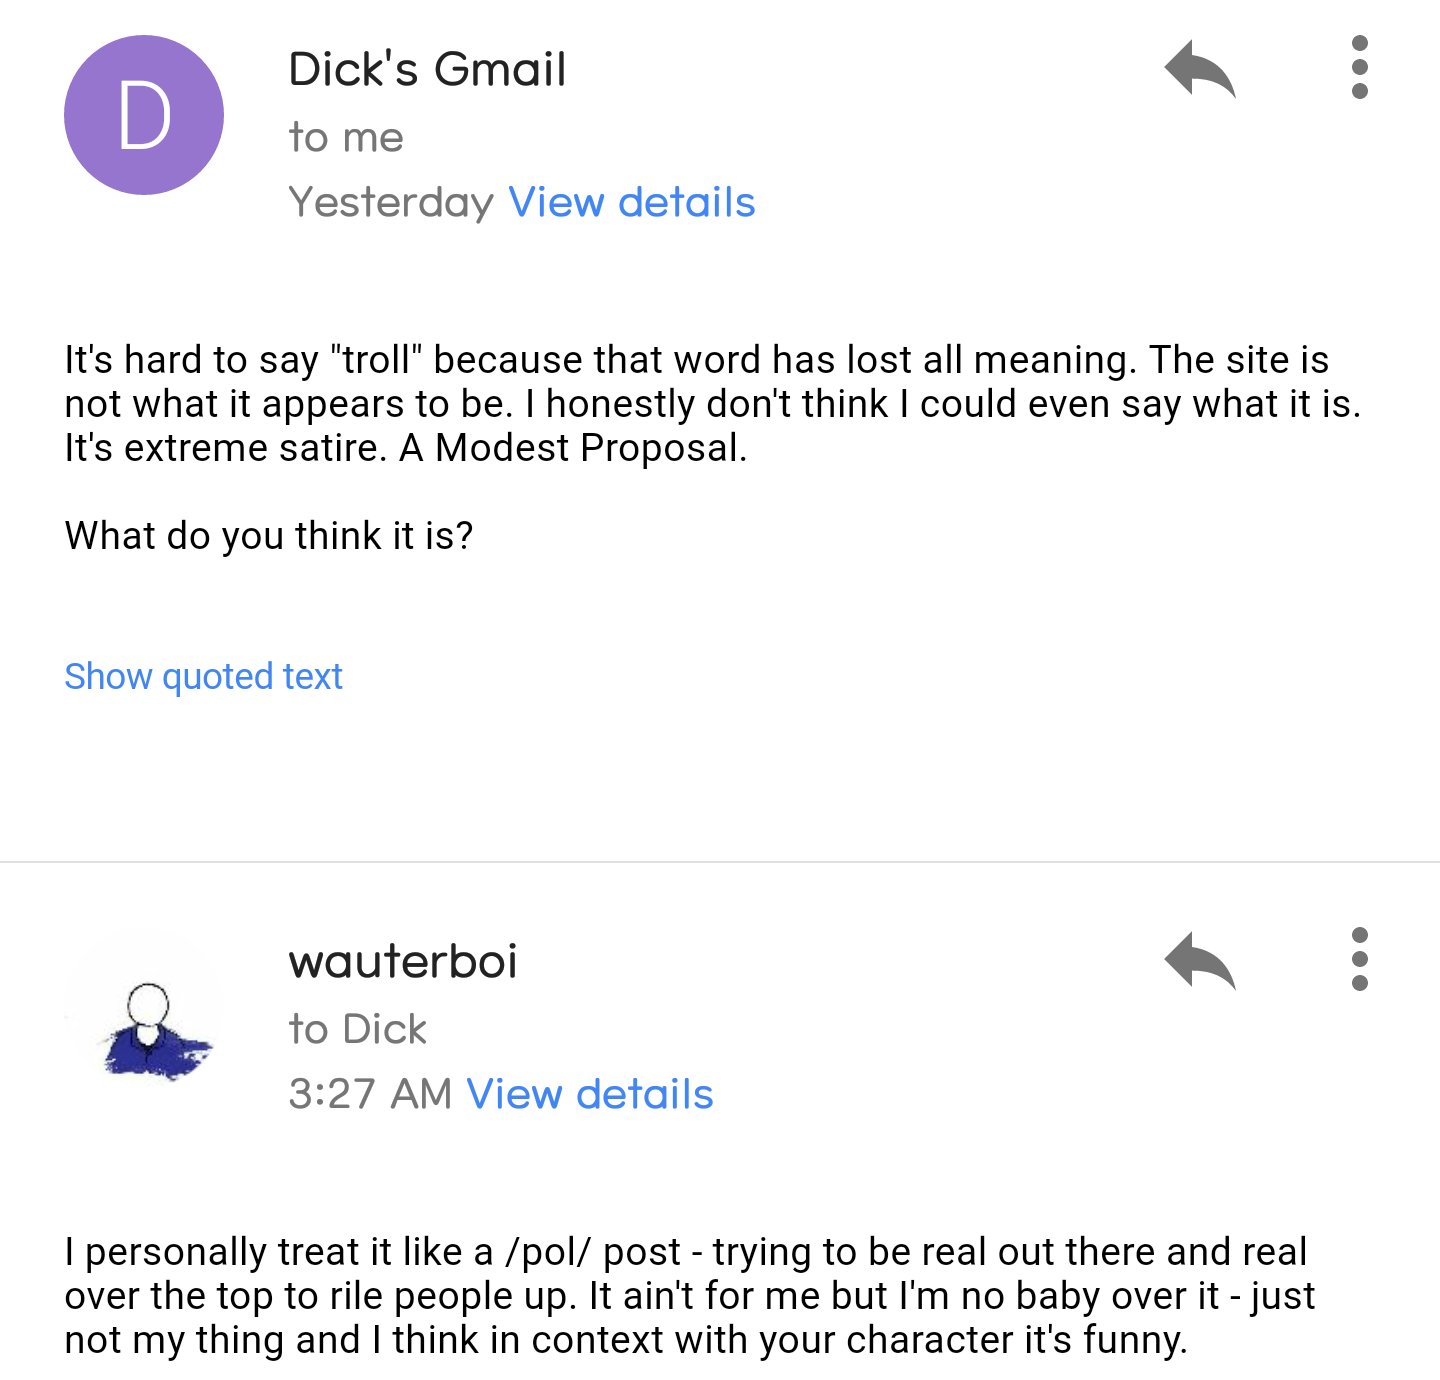 D
Dick's Gmail
to me
Yesterday View details
It's hard to say "troll" because that word has lost all meaning. The site is
not what it appears to be. I honestly don't think I could even say what it is.
It's extreme satire. A Modest Proposal.
What do you think it is?
Show quoted text
wauterboi
to Dick
3:27 AM View details
I personally treat it like a /pol/ post - trying to be real out there and real
over the top to rile people up. It ain't for me but I'm no baby over it - just
not my thing and I think in context with your character it's funny.